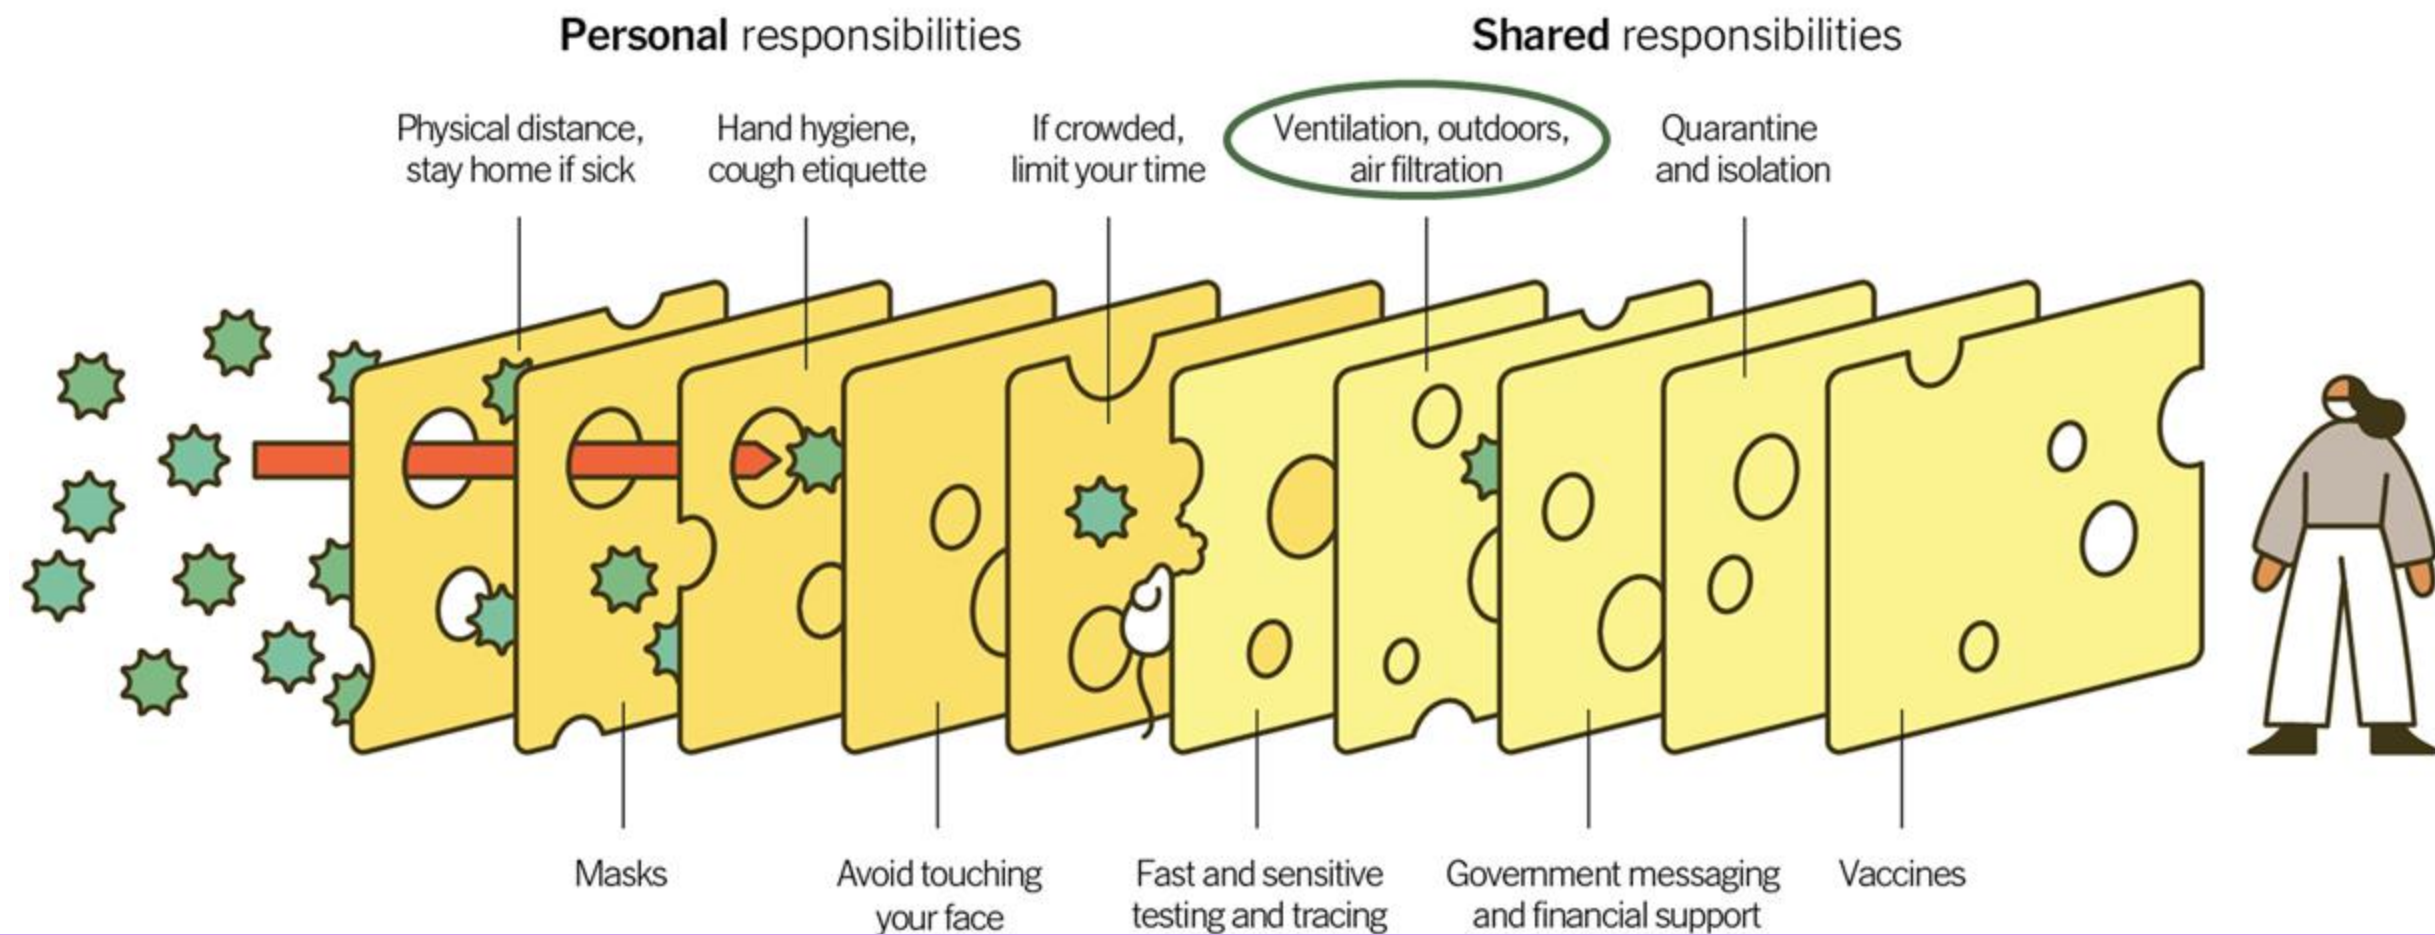 Personal responsibilities
Shared responsibilities
Physical distance,
stay home if sick
Hand hygiene,
cough etiquette
If crowded,
limit your time
Ventilation, outdoors,
air filtration
Quarantine
and isolation
Masks
Avoid touching
your face
Fast and sensitive
testing and tracing
Government messaging
and financial support
Vaccines